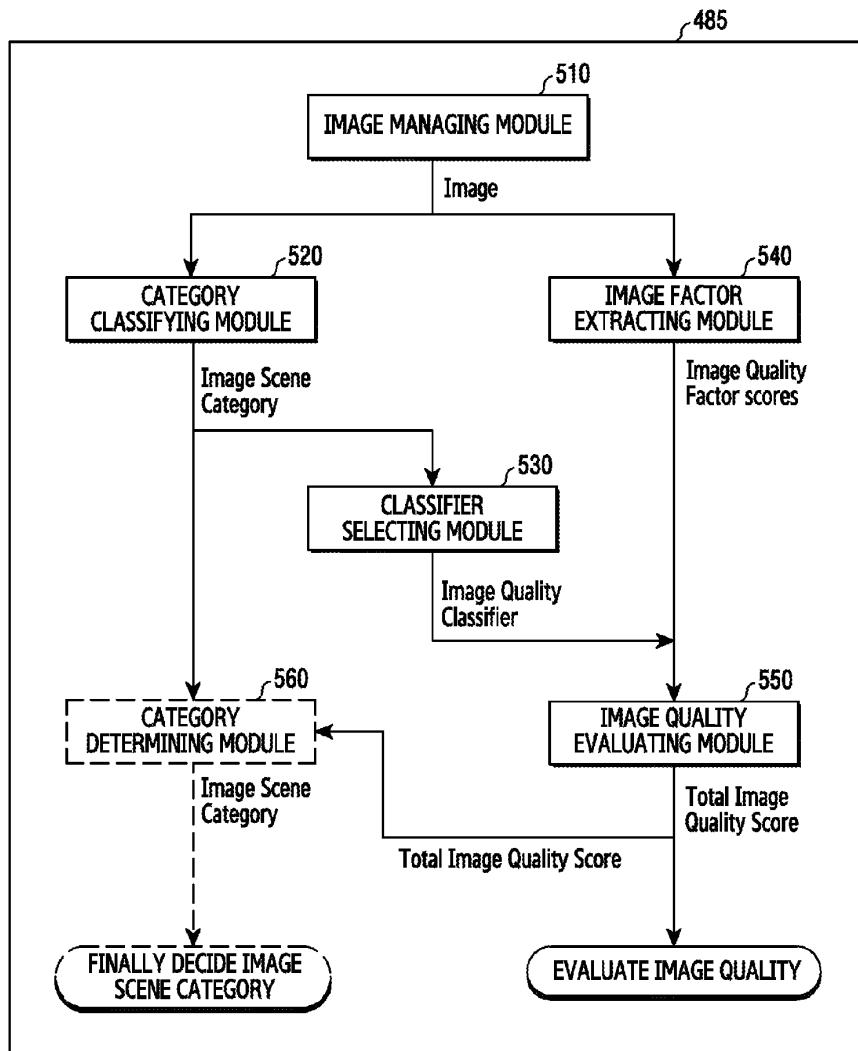 485
510
IMAGE MANAGING MODULE
Image
520
CATEGORY
CLASSIFYING MODULE
540
IMAGE FACTOR
EXTRACTING MODULE
Image Scene
Category
Image Quality
Factor scores
530
CLASSIFIER
SELECTING MODULE
Image Quality
Classifier
560
CATEGORY
DETERMINING MODULE
550
IMAGE QUALITY
EVALUATING MODULE
Image Scene
Category
Total Image
Quality Score
Total Image Quality Score
FINALLY DECIDE IMAGE
SCENE CATEGORY
EVALUATE IMAGE QUALITY